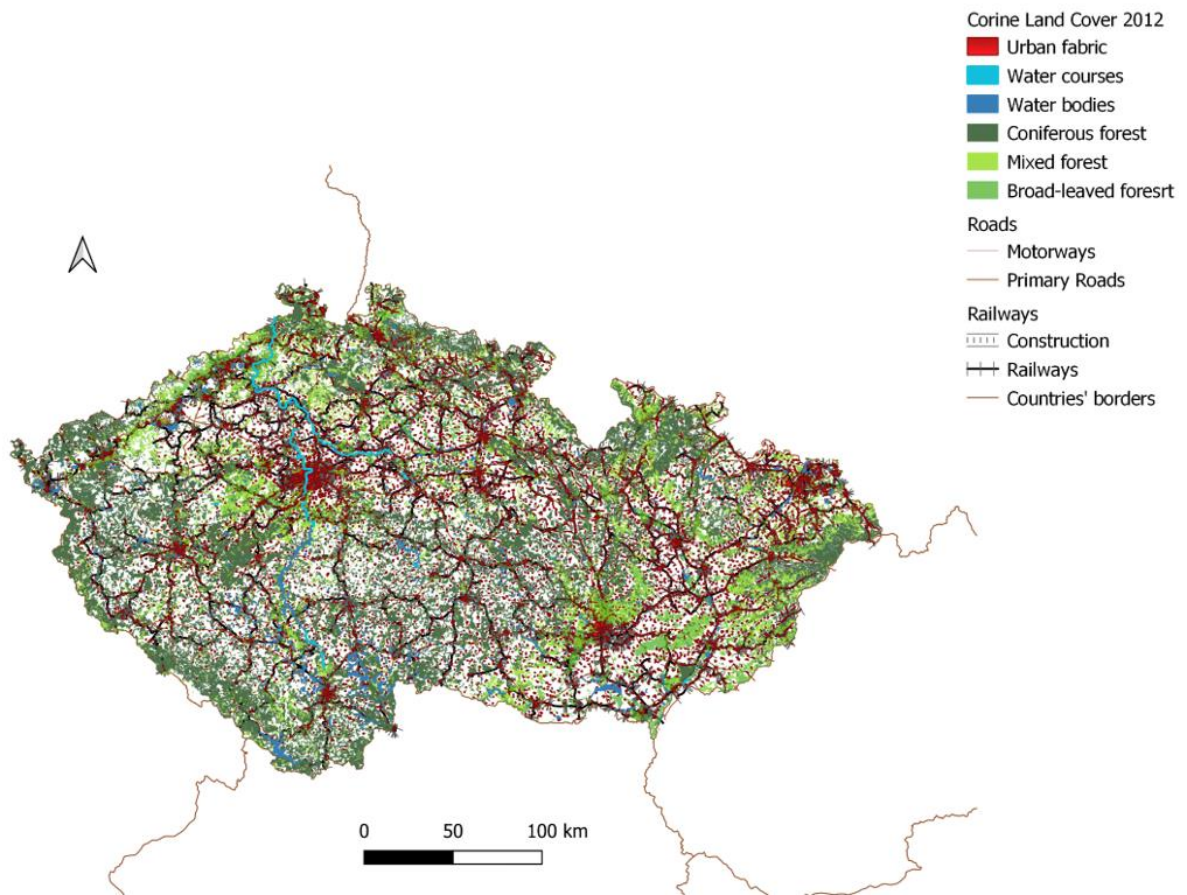 Corine Land Cover 2012
Urban fabric
Water courses
Water bodies
Coniferous forest
Mixed forest
Broad-leaved foresrt
Roads
Motorways
Primary Roads
Railways
Construction
Railways
Countries' borders
0 50 100 km